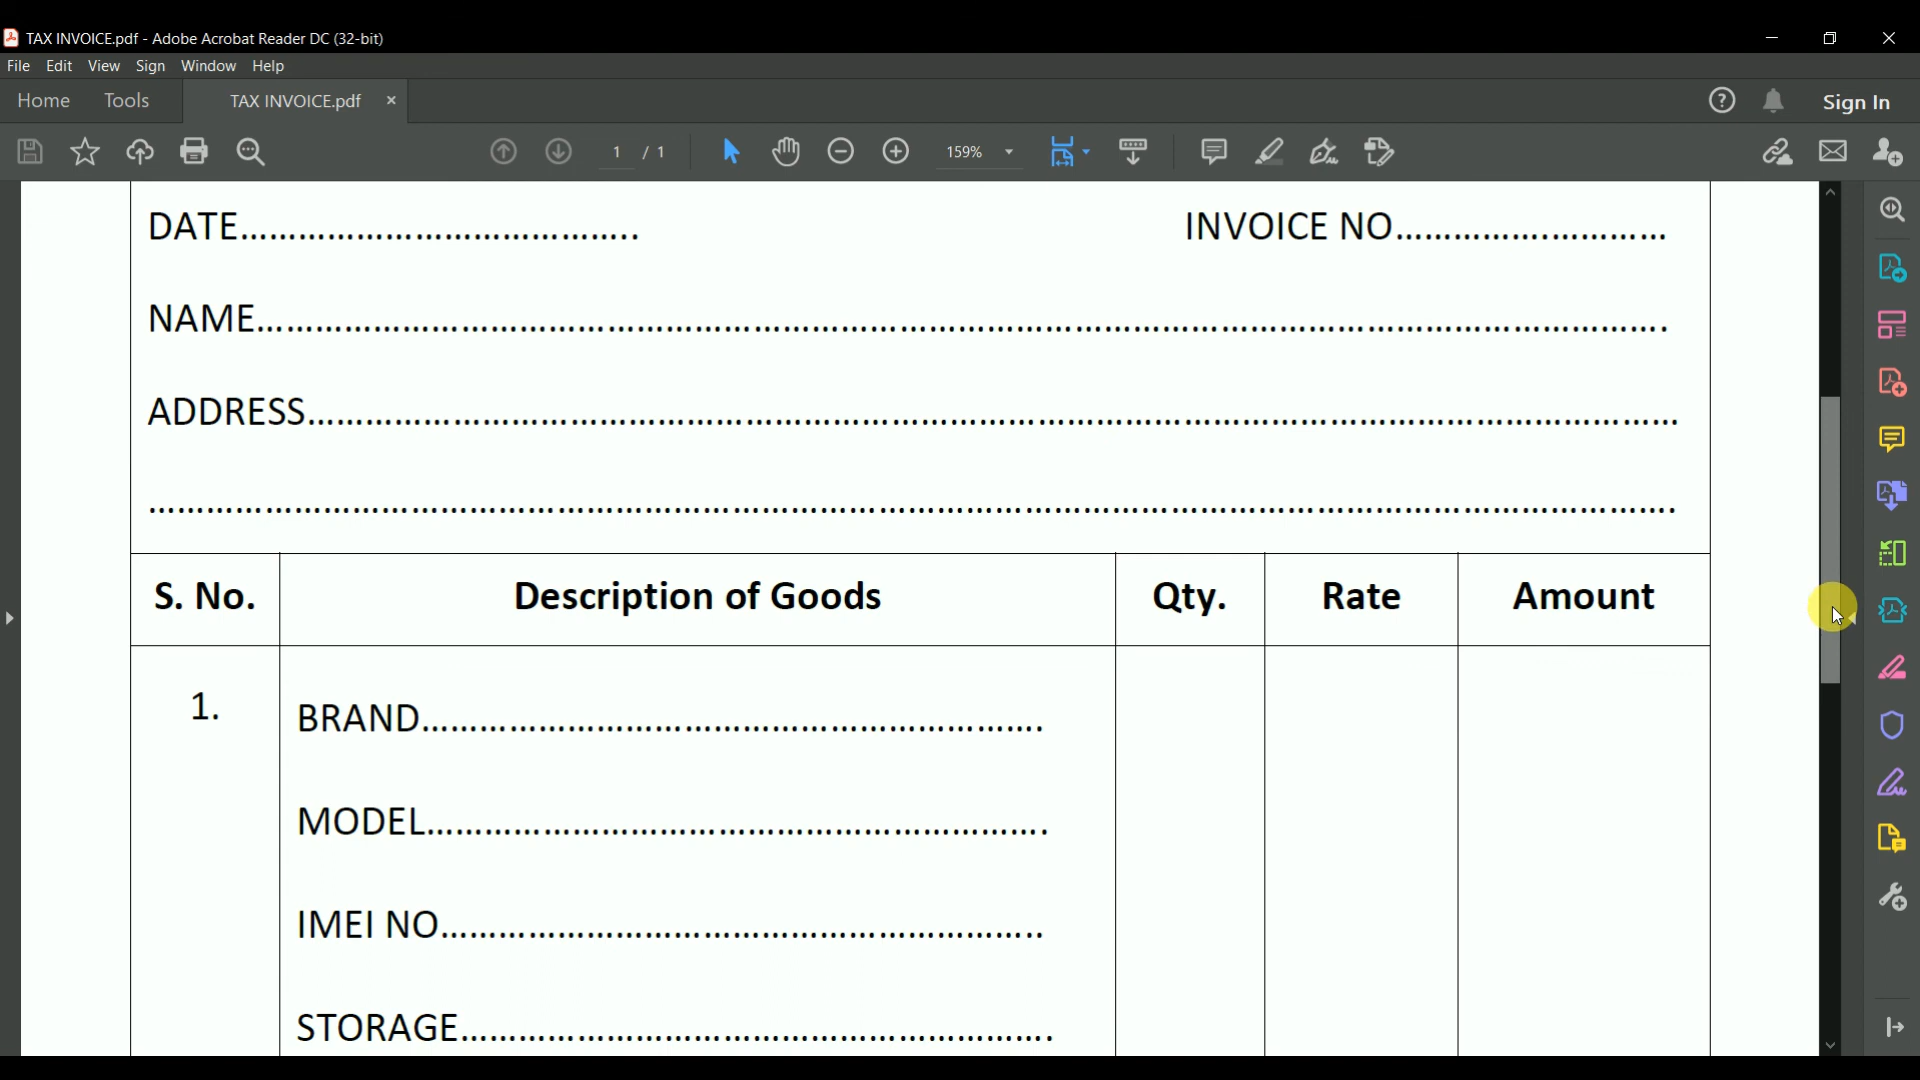 TAX INVOICE.pdf - Adobe Acrobat Reader DC (32-bit)
File Edit View Sign Window Help
Home Tools TAX INVOICE.pdf × Sign In
1 / 1 159%
DATE........................................ INVOICE NO............................
NAME................................................................................
ADDRESS................................................................................
................................................................................
S. No. Description of Goods Qty. Rate Amount
1. BRAND............................................................
MODEL............................................................
IMEI NO............................................................
STORAGE............................................................